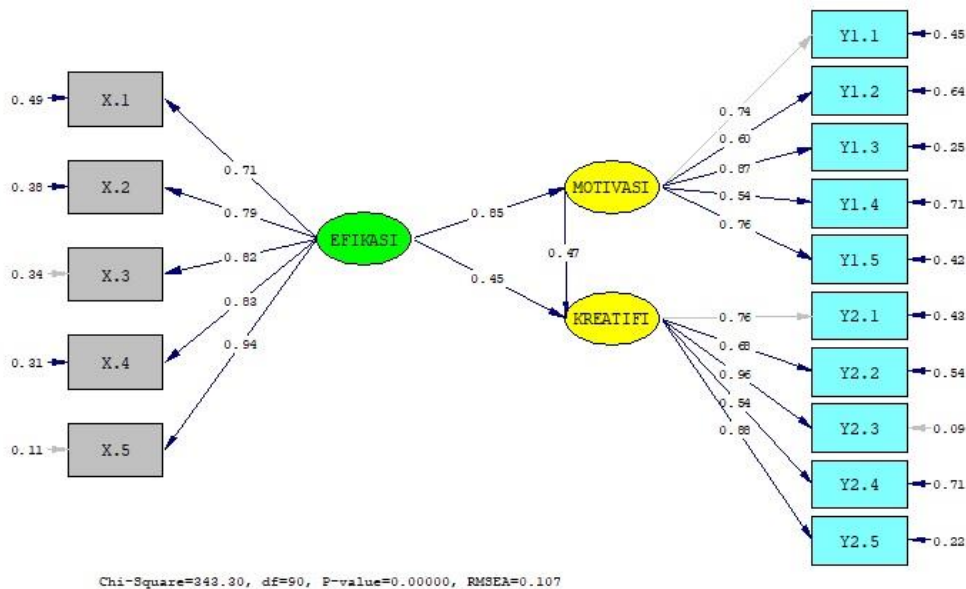 Y1.1
0.45
X.1
0.49
Y1.2
0.64
0.74
0.60
0.71
Y1.3
0.25
0.87
X.2
0.38
MOTIVASI
0.54
Y1.4
0.71
0.79
0.85
0.76
EFIKASI
X.3
0.34
0.82
0.47
Y1.5
0.42
0.45
0.83
KREATIFI
0.76
Y2.1
0.43
0.94
0.68
X.4
0.31
0.96
Y2.2
0.54
0.54
0.88
Y2.3
0.09
X.5
0.11
Y2.4
0.71
Y2.5
0.22
Chi-Square=343.30, df=90, P-value=0.00000, RMSEA=0.107